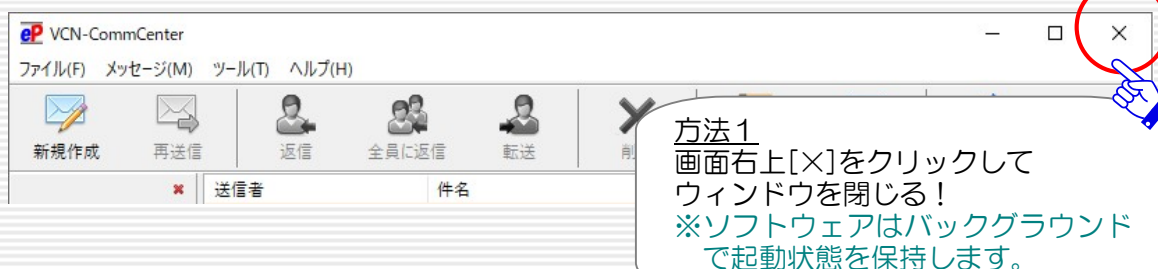 eP VCN-CommCenter
ファイル(F) メッセージ(M) ツール(T) ヘルプ(H)
新規作成 再送信 返信 全員に返信 転送 削
送信者 件名
方法1
画面右上[×]をクリックして
ウィンドウを閉じる!
※ソフトウェアはバックグラウンド
で起動状態を保持します。